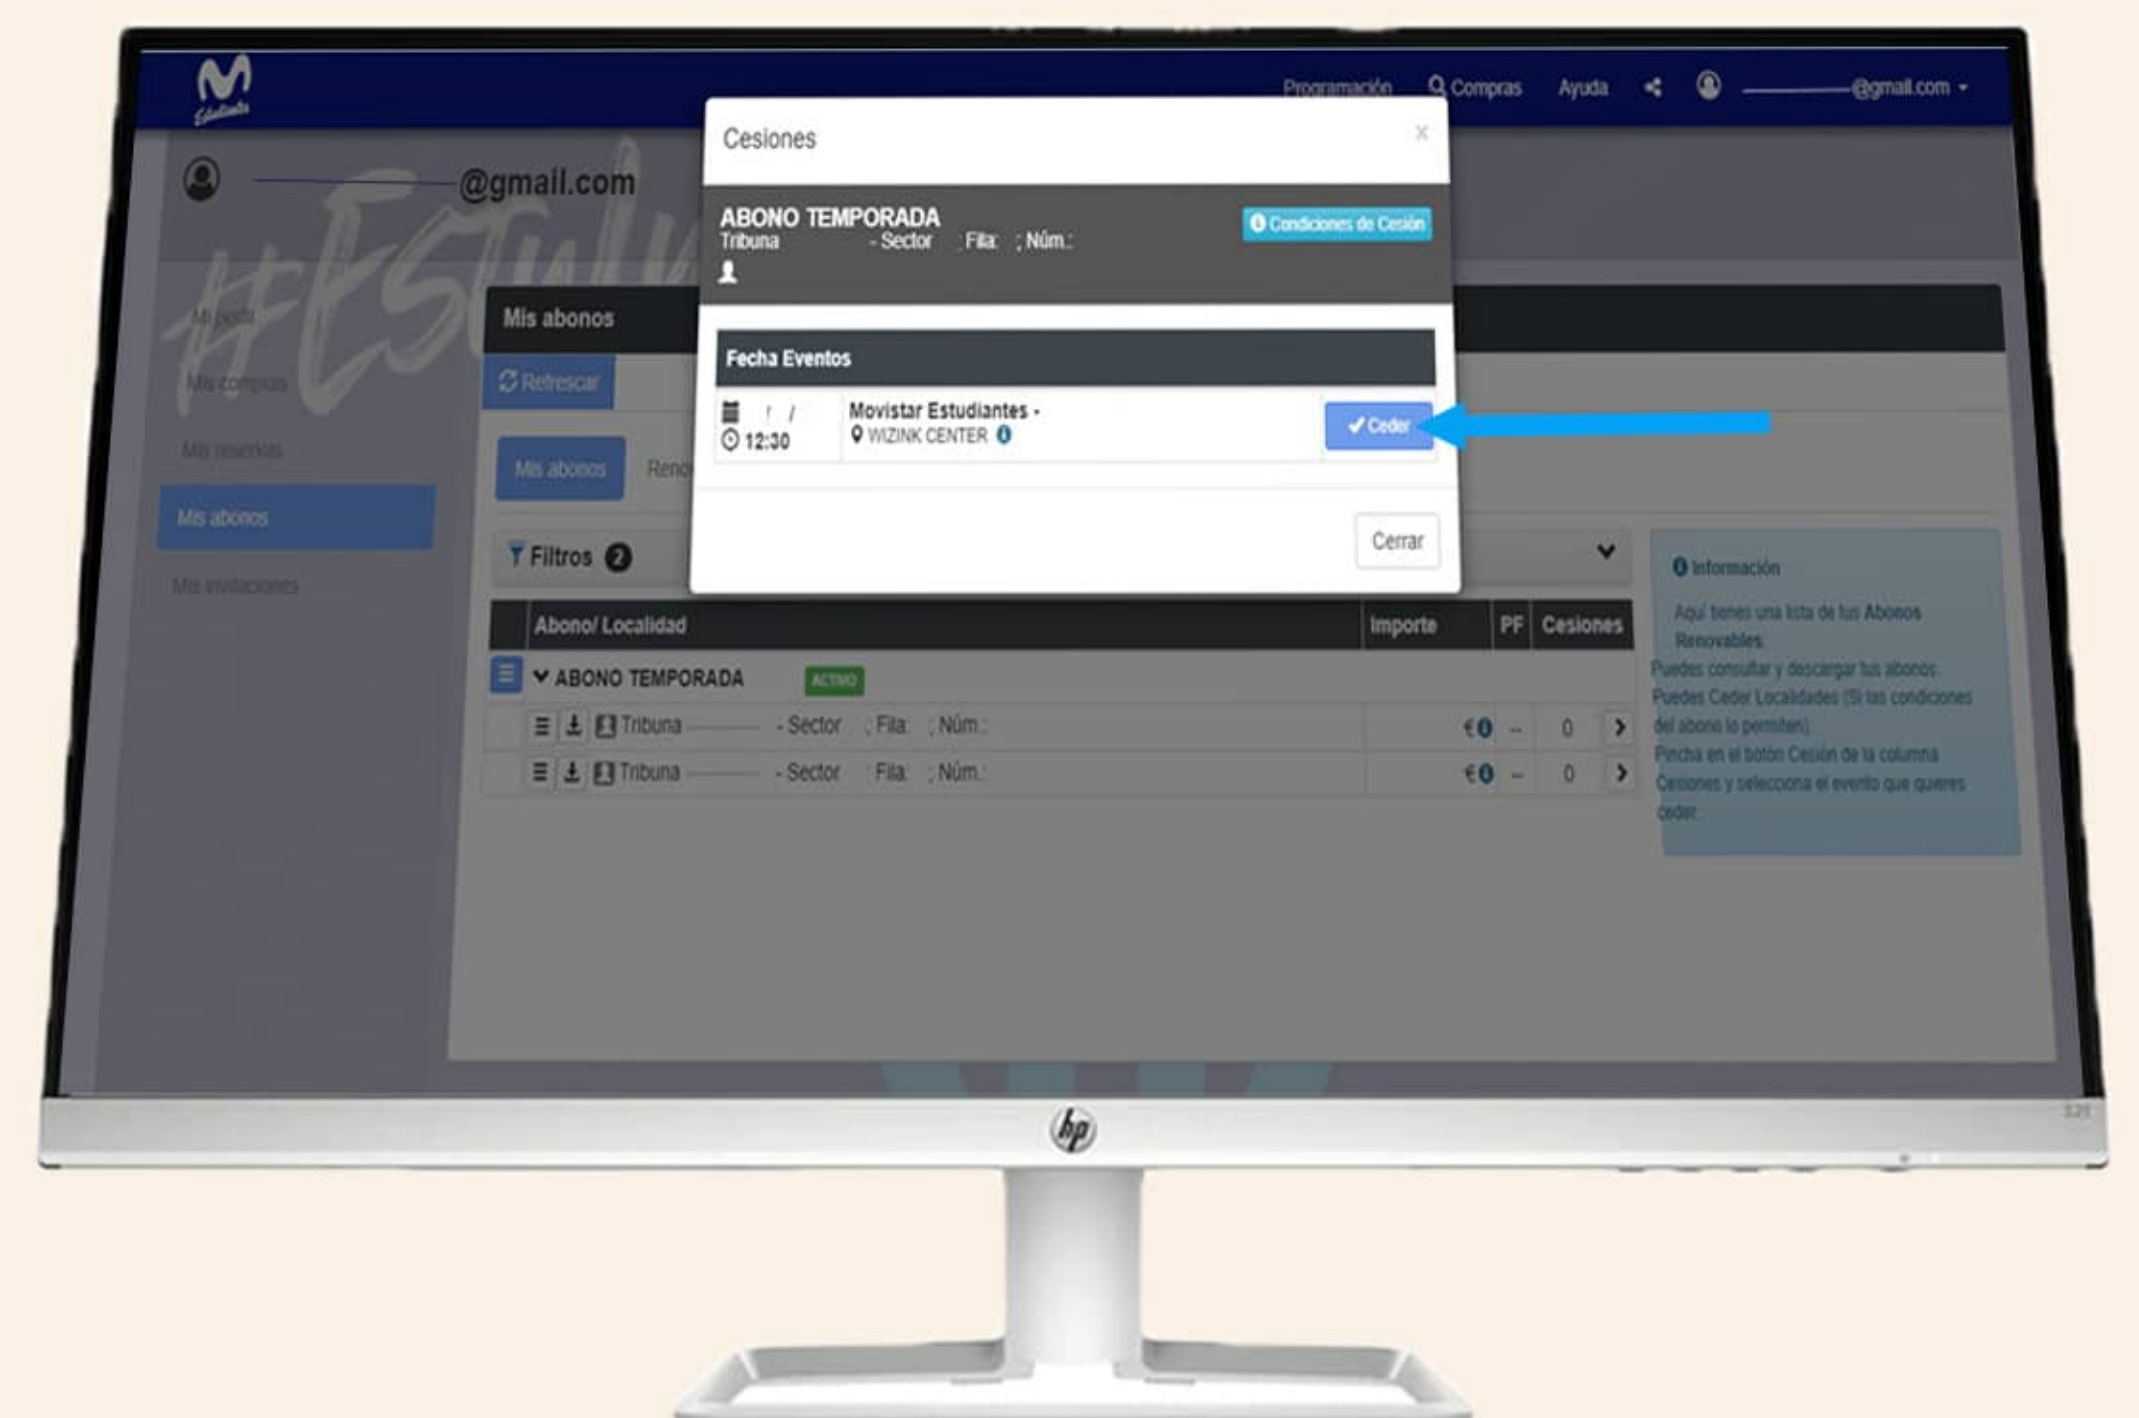 Estudiantes
Programación Compras Ayuda @gmail.com
@gmail.com
#Estu
Mi perfil
Mis compras
Mis reservas
Mis abonos
Mis invitaciones
Cesiones ×
ABONO TEMPORADA
Tribuna - Sector Fila: ; Núm.:
Condiciones de Cesión
Fecha Eventos
/ /
12:30
Movistar Estudiantes -
WIZINK CENTER
Ceder
Cerrar
Mis abonos
Refrescar
Mis abonos Reno
Filtros 2
Abono/ Localidad Importe PF Cesiones
ABONO TEMPORADA ACTIVO
Tribuna - Sector ; Fila: ; Núm.: € -- 0
Tribuna - Sector Fila: ; Núm.: € -- 0
Información
Aquí tienes una lista de tus Abonos
Renovables.
Puedes consultar y descargar tus abonos.
Puedes Ceder Localidades (Si las condiciones
del abono lo permiten).
Pincha en el botón Cesión de la columna
Cesiones y selecciona el evento que quieres
ceder.
hp